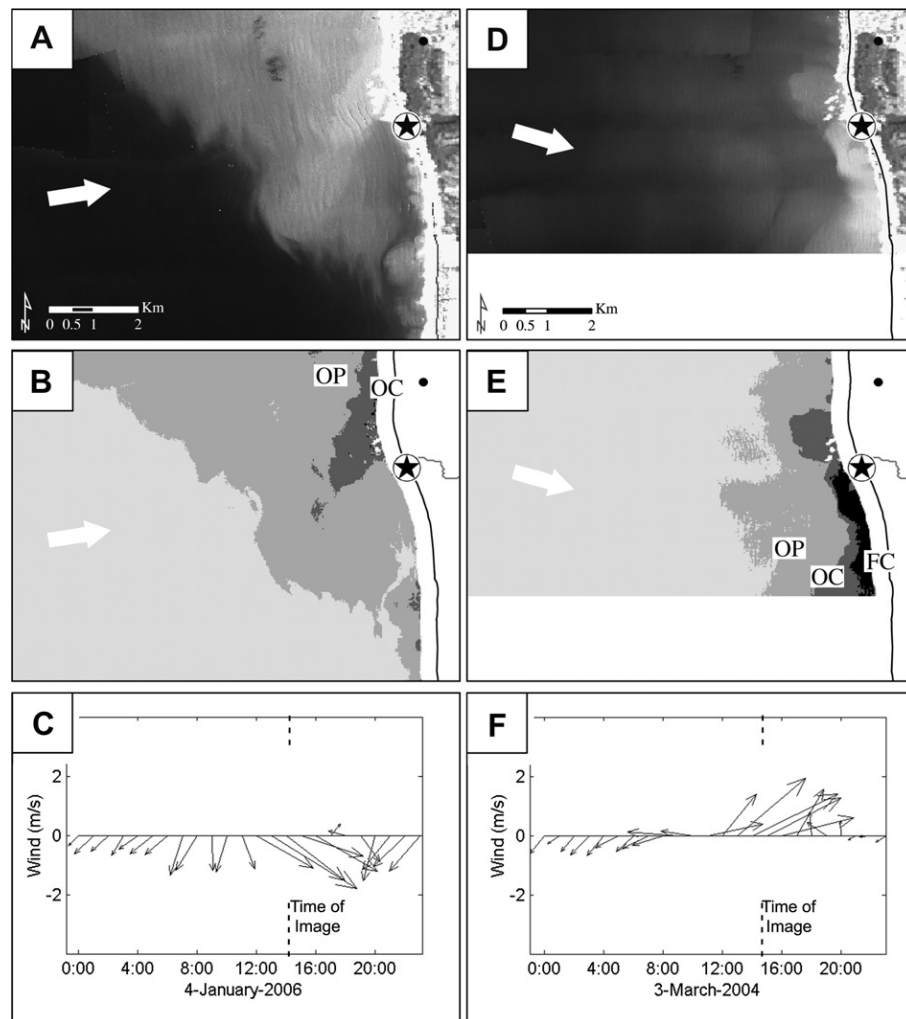 A
N
Km
0 0.5 1 2
D
N
Km
0 0.5 1 2
B
OP
OC
E
OP
OC
FC
C
Wind (m/s)
2
0
-2
Time of
Image
0:00 4:00 8:00 12:00 16:00 20:00
4-January-2006
F
Wind (m/s)
2
0
-2
Time of
Image
0:00 4:00 8:00 12:00 16:00 20:00
3-March-2004